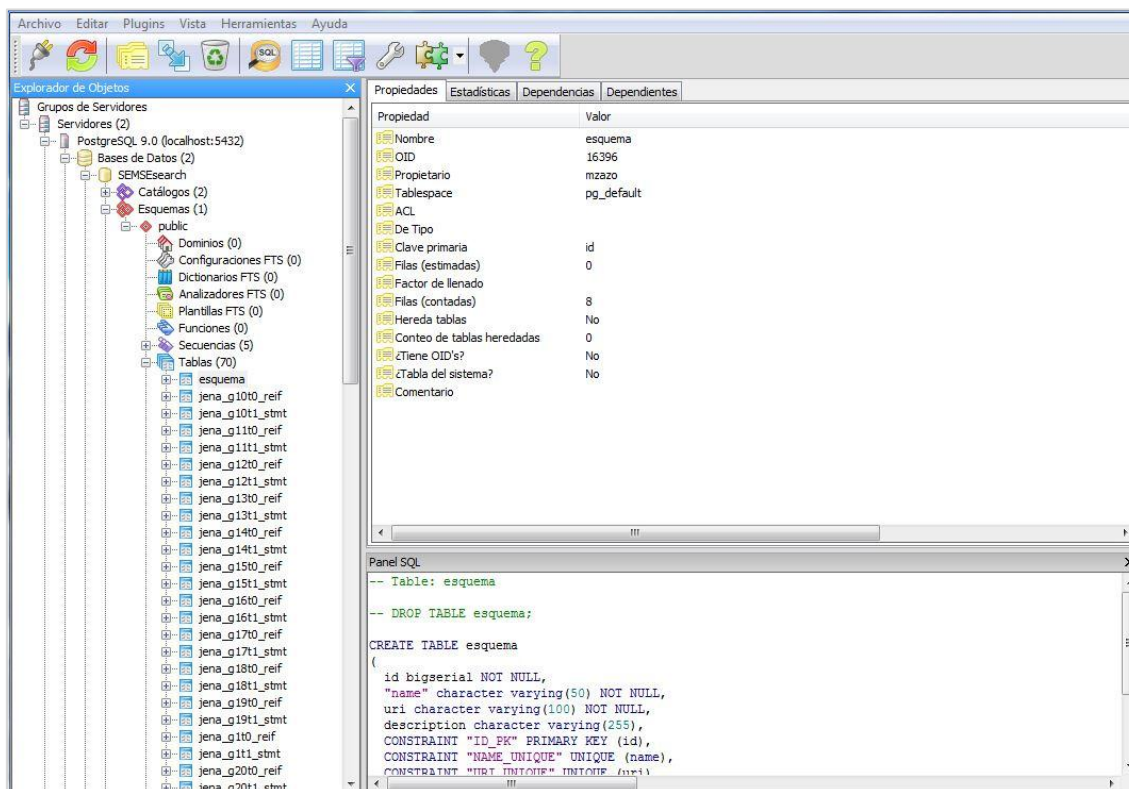 Archivo Editar Plugins Vista Herramientas Ayuda
SQL
Explorador de Objetos
Grupos de Servidores
Servidores (2)
PostgreSQL 9.0 (localhost:5432)
Bases de Datos (2)
SEMSEsearch
Catálogos (2)
Esquemas (1)
public
Dominios (0)
Configuraciones FTS (0)
Dictionarios FTS (0)
Analizadores FTS (0)
Plantillas FTS (0)
Funciones (0)
Secuencias (5)
Tablas (70)
esquema
jena_g10t0_reif
jena_g10t1_stmt
jena_g11t0_reif
jena_g11t1_stmt
jena_g12t0_reif
jena_g12t1_stmt
jena_g13t0_reif
jena_g13t1_stmt
jena_g14t0_reif
jena_g14t1_stmt
jena_g15t0_reif
jena_g15t1_stmt
jena_g16t0_reif
jena_g16t1_stmt
jena_g17t0_reif
jena_g17t1_stmt
jena_g18t0_reif
jena_g18t1_stmt
jena_g19t0_reif
jena_g19t1_stmt
jena_g1t0_reif
jena_g1t1_stmt
jena_g20t0_reif
jena_g20t1_stmt
Propiedades Estadísticas Dependencias Dependientes
Propiedad Valor
Nombre esquema
OID 16396
Propietario mzazo
Tablespace pg_default
ACL
De Tipo
Clave primaria id
Filas (estimadas) 0
Factor de llenado
Filas (contadas) 8
Hereda tablas No
Conteo de tablas heredadas 0
¿Tiene OID's? No
¿Tabla del sistema? No
Comentario
Panel SQL
-- Table: esquema
-- DROP TABLE esquema;
CREATE TABLE esquema
(
id bigserial NOT NULL,
"name" character varying(50) NOT NULL,
uri character varying(100) NOT NULL,
description character varying(255),
CONSTRAINT "ID_PK" PRIMARY KEY (id),
CONSTRAINT "NAME_UNIQUE" UNIQUE (name),
CONSTRAINT "URI_UNIQUE" UNIQUE (uri)